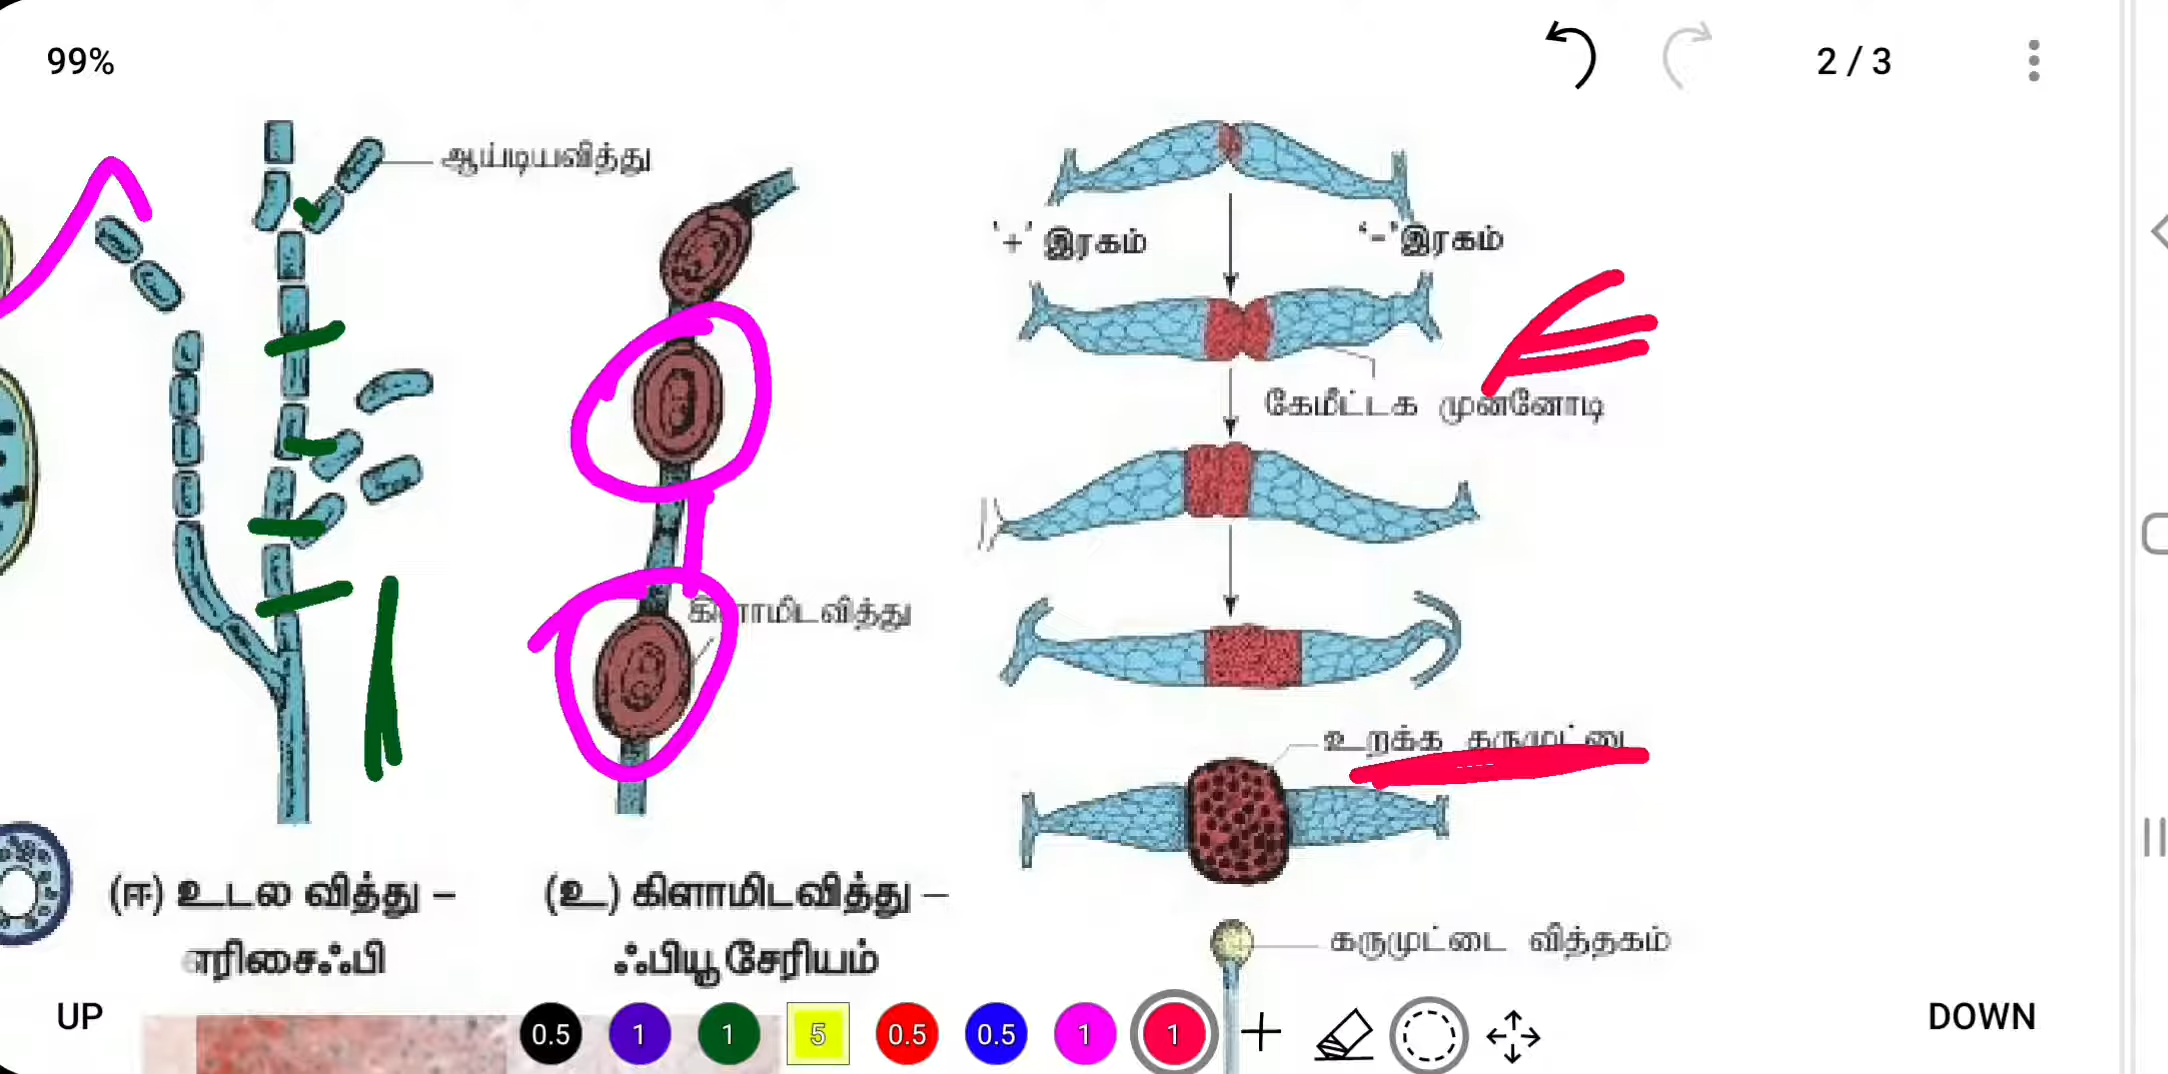 99%
2 / 3
ஆய்டியவித்து
'+' இரகம்
'-' இரகம்
கேமீட்டக முன்னோடி
கிளாமிடவித்து
உறக்க கருமுட்டை
(ஈ) உடல வித்து –
எரிசைஃபி
(உ) கிளாமிடவித்து –
ஃபியூசேரியம்
கருமுட்டை வித்தகம்
UP
0.5 1 1 5 0.5 0.5 1 1
DOWN